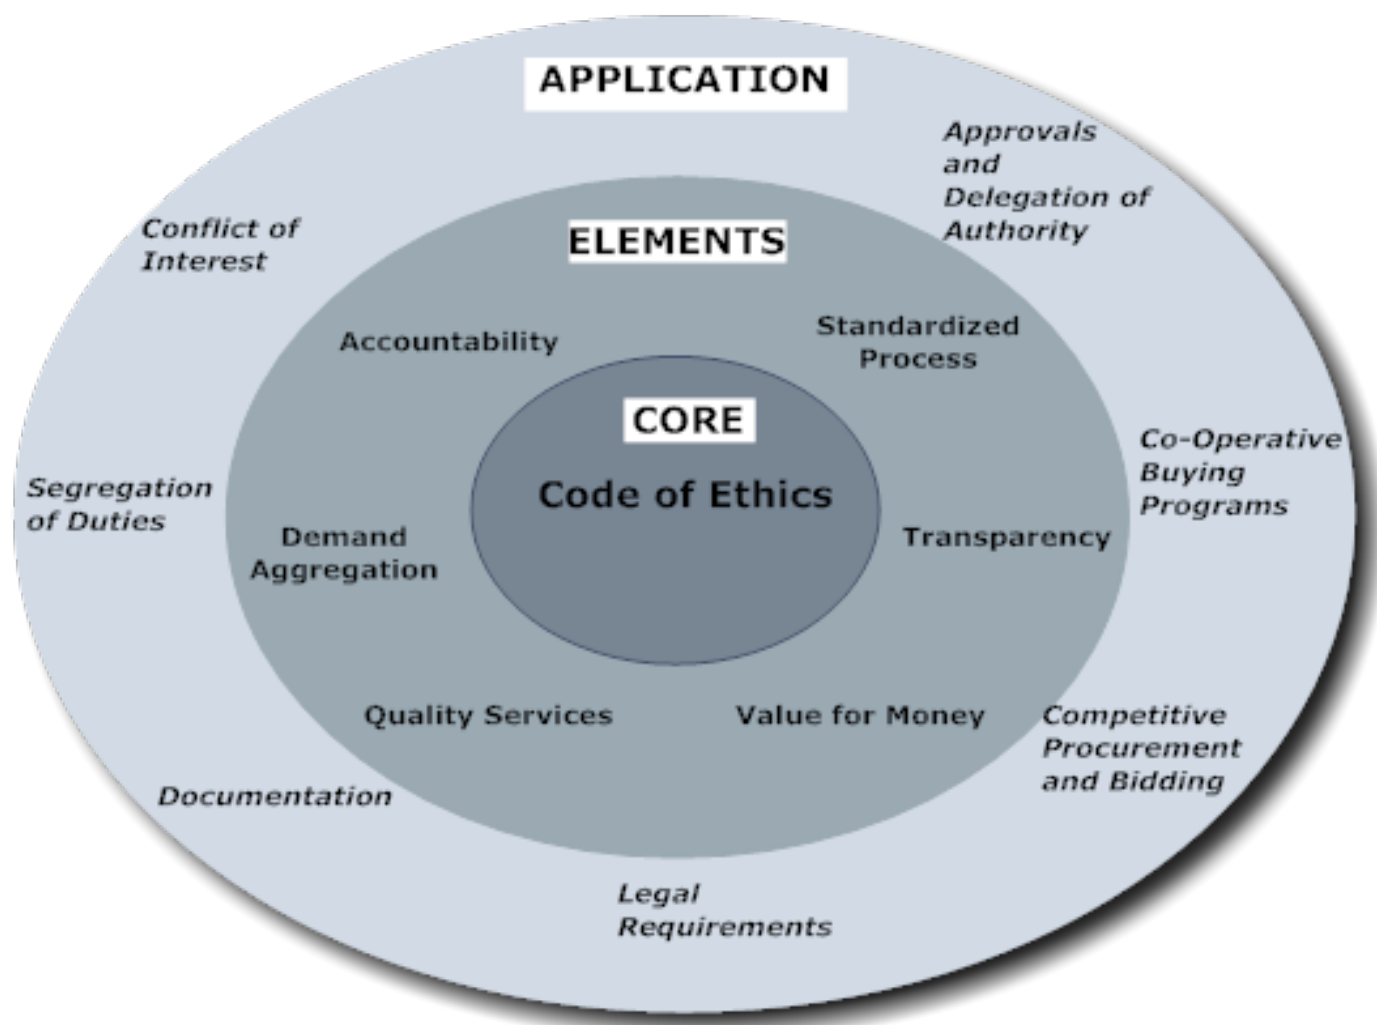 APPLICATION
Approvals
and
Delegation of
Authority
Conflict of
Interest
ELEMENTS
Accountability
Standardized
Process
CORE
Code of Ethics
Co-Operative
Buying
Programs
Segregation
of Duties
Demand
Aggregation
Transparency
Quality Services
Value for Money
Competitive
Procurement
and Bidding
Documentation
Legal
Requirements